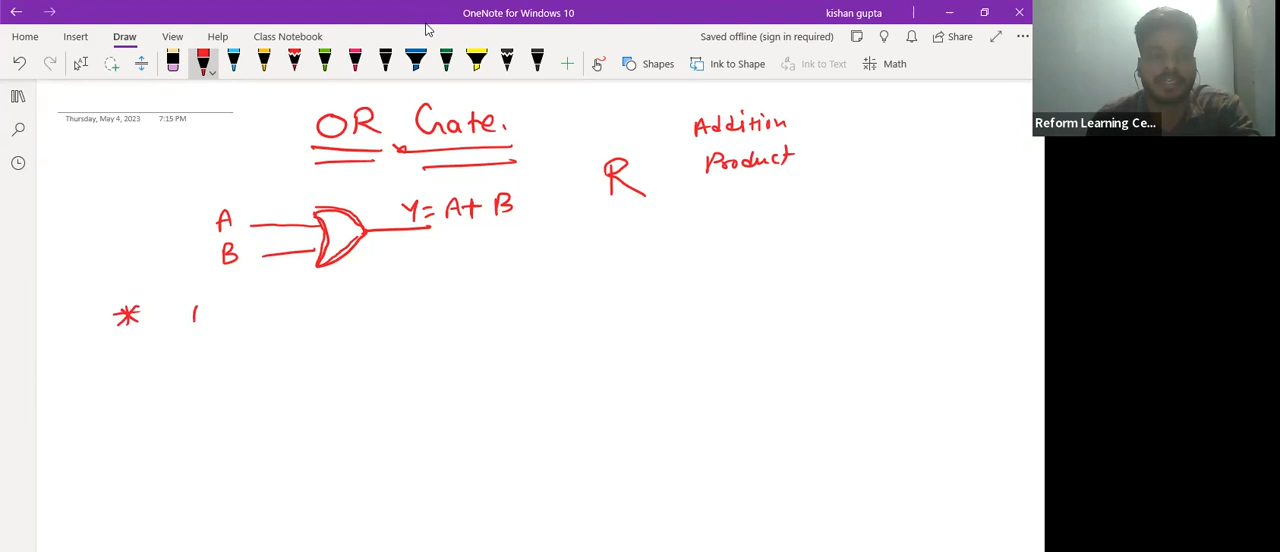 OneNote for Windows 10
kishan gupta
Home Insert Draw View Help Class Notebook
Saved offline (sign in required)
Share
Shapes Ink to Shape Ink to Text Math
Thursday, May 4, 2023 7:15 PM
OR Gate.
Addition
Product
R
A
B
Y= A+ B
*
Reform Learning Ce...